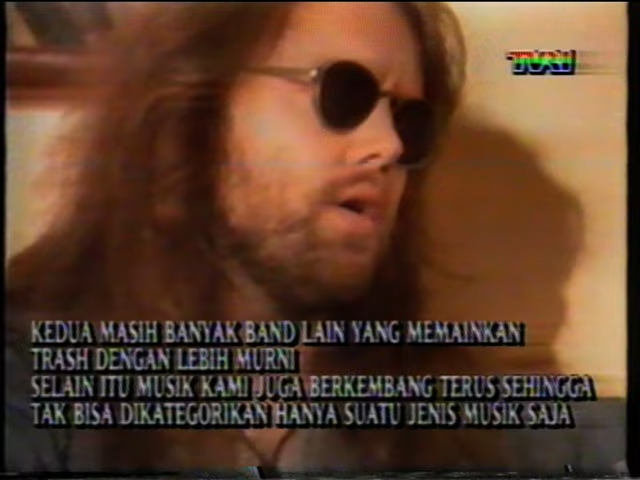 KEDUA MASIH BANYAK BAND LAIN YANG MEMAINKAN
TRASH DENGAN LEBIH MURNI
SELAIN ITU MUSIK KAMI JUGA BERKEMBANG TERUS SEHINGGA
TAK BISA DIKATEGORIKAN HANYA SUATU JENIS MUSIK SAJA